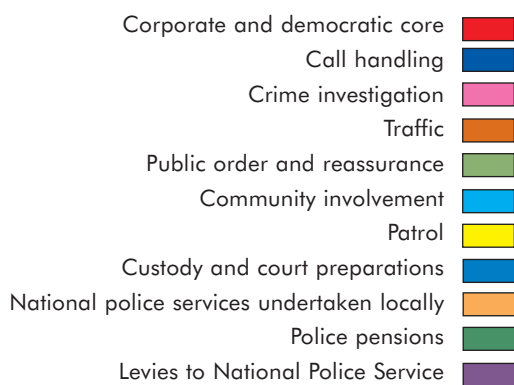 Corporate and democratic core
Call handling
Crime investigation
Traffic
Public order and reassurance
Community involvement
Patrol
Custody and court preparations
National police services undertaken locally
Police pensions
Levies to National Police Service